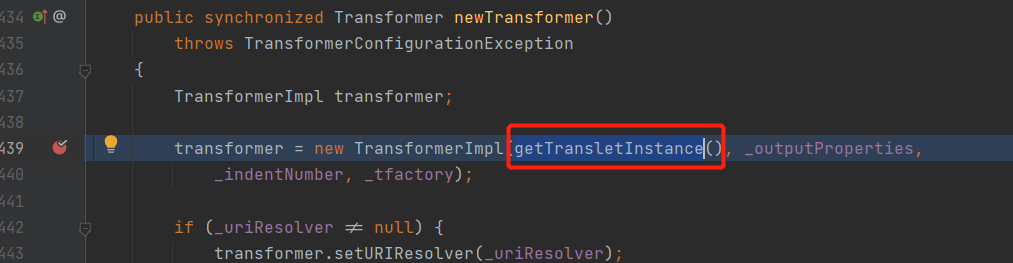 434 @ public synchronized Transformer newTransformer()
435 throws TransformerConfigurationException
436 {
437 TransformerImpl transformer;
438
439 transformer = new TransformerImpl(getTransletInstance(), _outputProperties,
440 _indentNumber, _tfactory);
441
442 if (_uriResolver ≠ null) {
443 transformer.setURIResolver(_uriResolver);